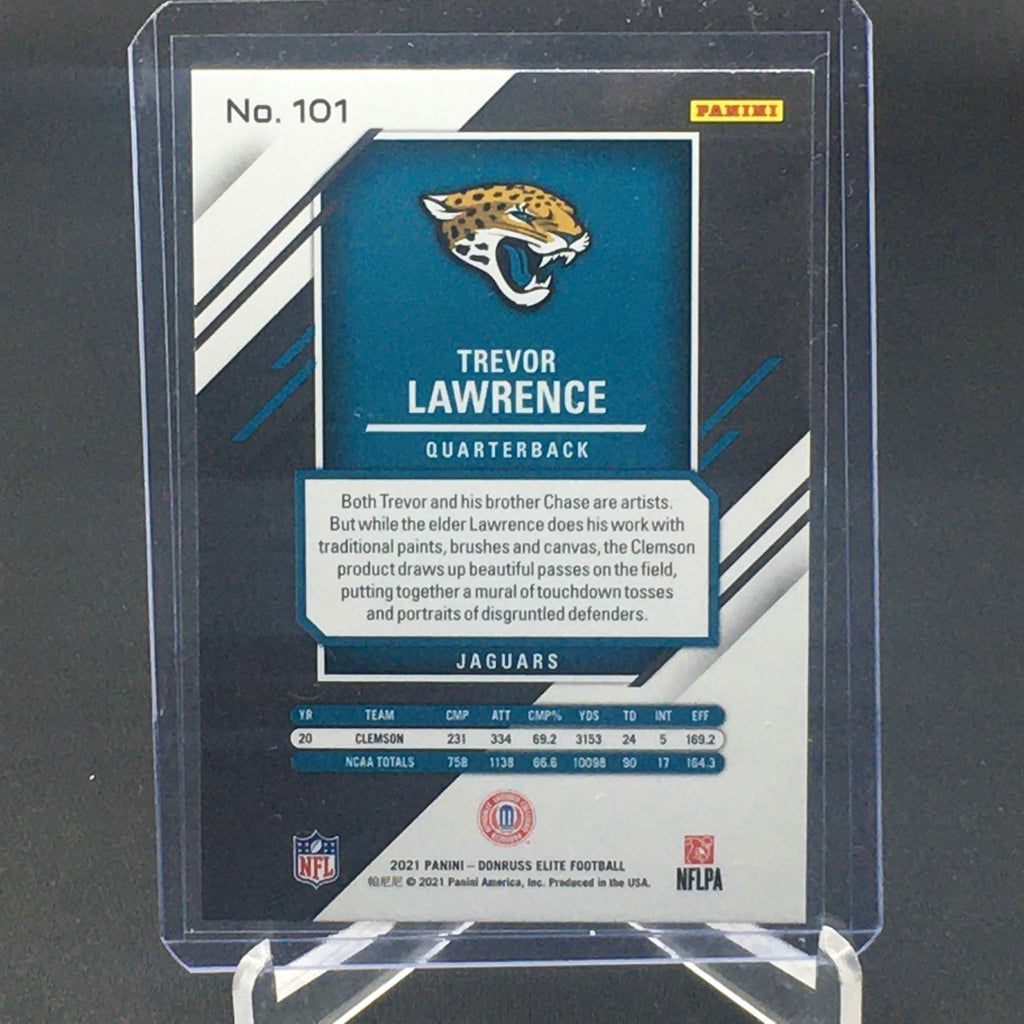 No. 101
PANINI
TREVOR
LAWRENCE
QUARTERBACK
Both Trevor and his brother Chase are artists.
But while the elder Lawrence does his work with
traditional paints, brushes and canvas, the Clemson
product draws up beautiful passes on the field,
putting together a mural of touchdown tosses
and portraits of disgruntled defenders.
JAGUARS
YR TEAM CMP ATT CMP% YDS TD INT EFF
20 CLEMSON 231 334 69.2 3153 24 5 169.2
NCAA TOTALS 758 1138 66.6 10098 90 17 164.3
NFL
2021 PANINI – DONRUSS ELITE FOOTBALL
帕尼尼 © 2021 Panini America, Inc. Produced in the USA.
NFLPA